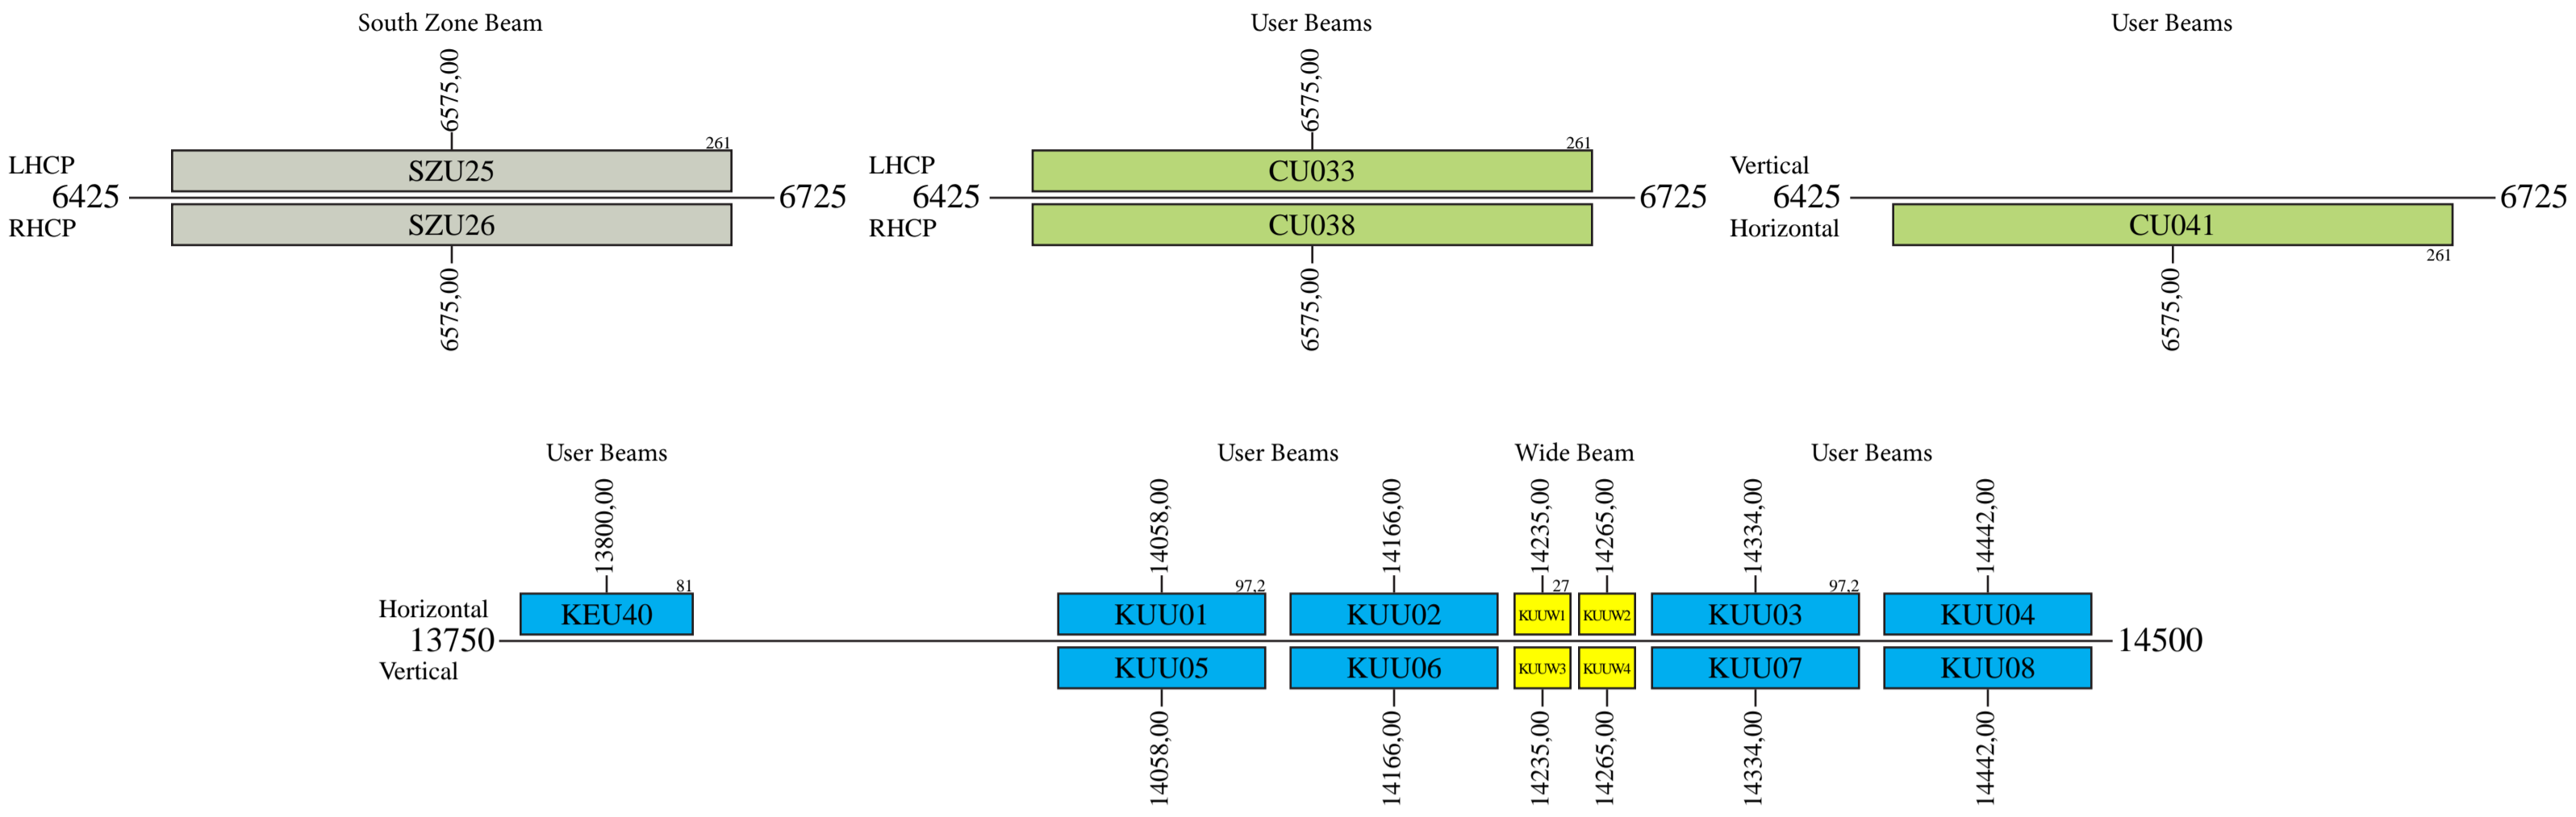 South Zone Beam
User Beams
User Beams
6575,00
6575,00
261
261
LHCP
SZU25
LHCP
CU033
Vertical
6425
6725
6425
6725
6425
6725
RHCP
SZU26
RHCP
CU038
Horizontal
CU041
261
6575,00
6575,00
6575,00
User Beams
User Beams
Wide Beam
User Beams
13800,00
14058,00
14166,00
14235,00
14265,00
14334,00
14442,00
81
97,2
27
97,2
Horizontal
KEU40
KUU01
KUU02
KUUW1
KUUW2
KUU03
KUU04
13750
14500
Vertical
KUU05
KUU06
KUUW3
KUUW4
KUU07
KUU08
14058,00
14166,00
14235,00
14265,00
14334,00
14442,00